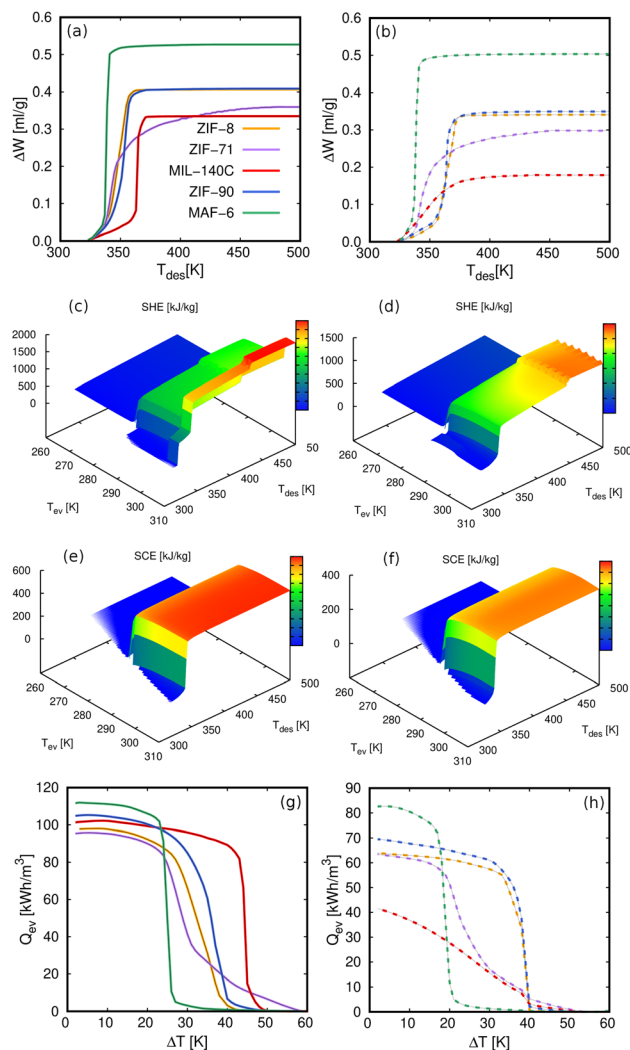 (a)
ΔW [ml/g]
0.6
0.5
0.4
0.3
0.2
0.1
0.0
ZIF-8
ZIF-71
MIL-140C
ZIF-90
MAF-6
300 350 400 450 500
T_des[K]
(b)
ΔW [ml/g]
0.6
0.5
0.4
0.3
0.2
0.1
0.0
300 350 400 450 500
T_des[K]
(c)
SHE [kJ/kg]
2000
1500
1000
500
0
260
270
280
290
300
310
T_ev [K]
300
350
400
450
50
T_des [K]
(d)
SHE [kJ/kg]
1500
1000
500
0
260
270
280
290
300
310
T_ev [K]
300
350
400
450
500
T_des [K]
(e)
SCE [kJ/kg]
600
400
200
0
260
270
280
290
300
310
T_ev [K]
300
350
400
450
500
T_des [K]
(f)
SCE [kJ/kg]
400
200
0
260
270
280
290
300
310
T_ev [K]
300
350
400
450
500
T_des [K]
(g)
Q_ev [kWh/m³]
120
100
80
60
40
20
0
0 10 20 30 40 50 60
ΔT [K]
(h)
Q_ev [kWh/m³]
90
80
70
60
50
40
30
20
10
0
0 10 20 30 40 50 60
ΔT [K]